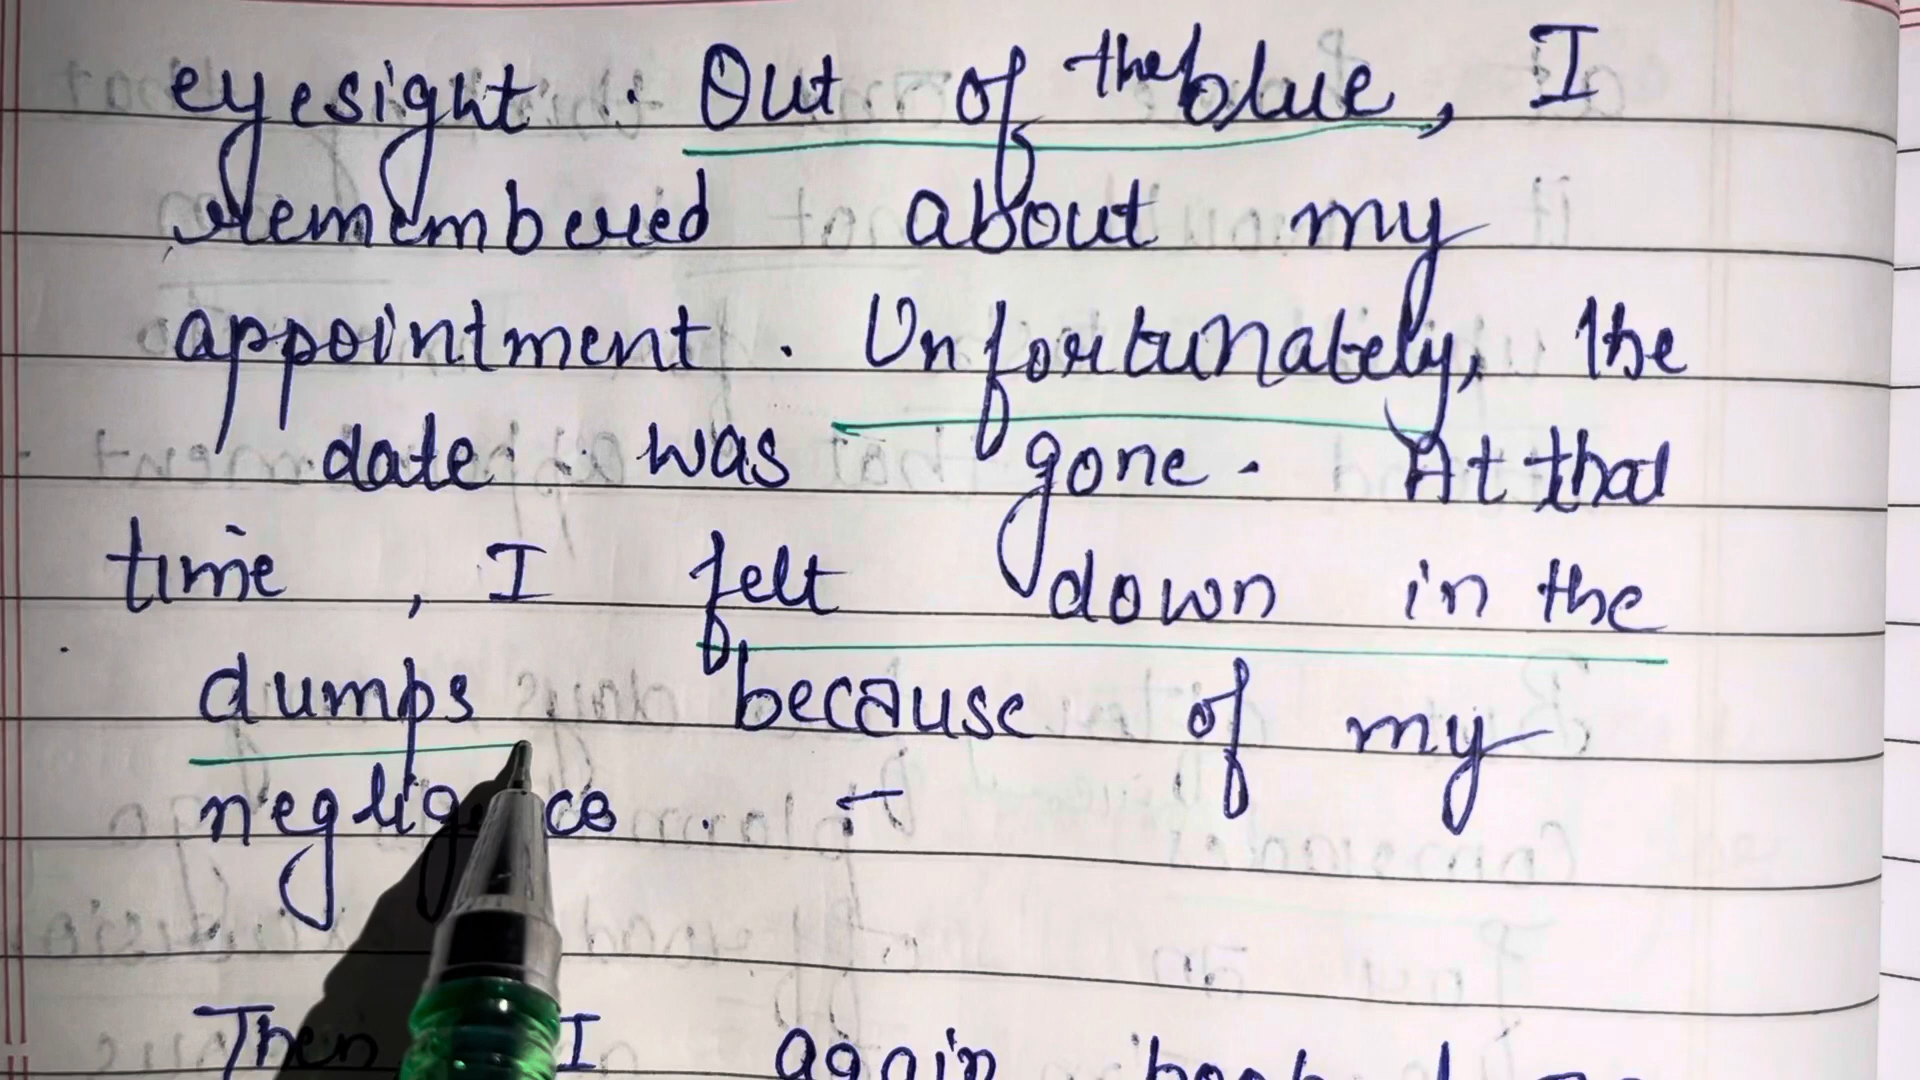 eyesight. Out of the blue, I
remembered about my
appointment. Unfortunately, the
date was gone. At that
time, I felt down in the
dumps because of my
Then I again